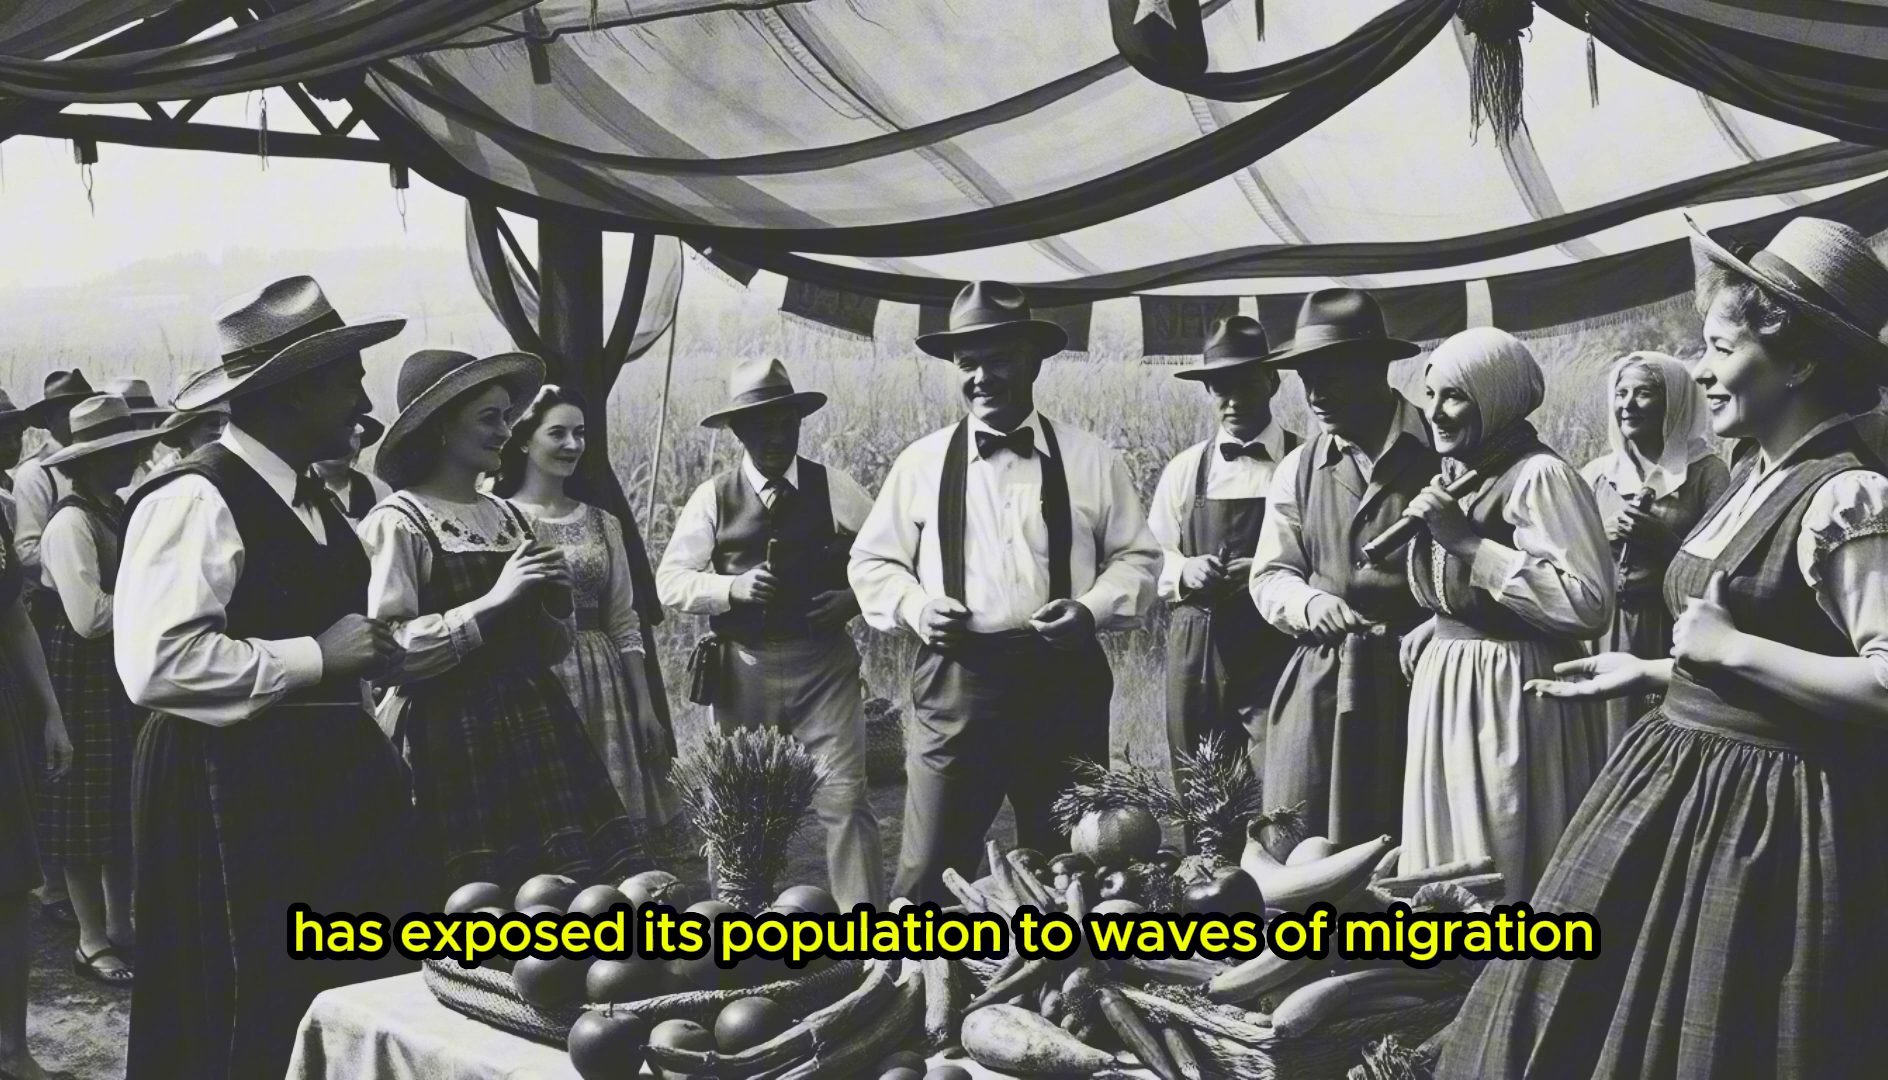 has exposed its population to waves of migration